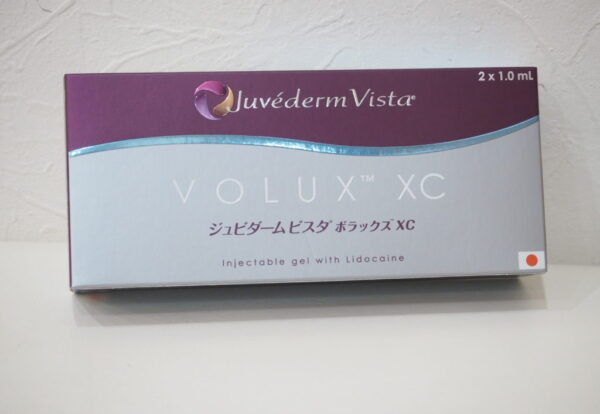 2 x 1.0 mL
Juvéderm Vista®
VOLUX™ XC
ジュビダームビスタ® ボラックス® XC
Injectable gel with Lidocaine